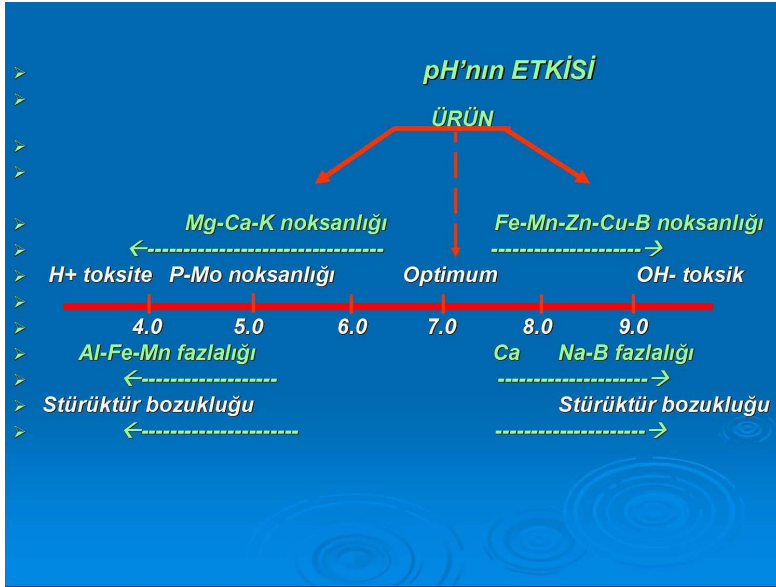 pH’nın ETKİSİ
ÜRÜN
Mg-Ca-K noksanlığı Fe-Mn-Zn-Cu-B noksanlığı
H+ toksite P-Mo noksanlığı Optimum OH- toksik
4.0 5.0 6.0 7.0 8.0 9.0
Al-Fe-Mn fazlalığı Ca Na-B fazlalığı
Stürüktür bozukluğu Stürüktür bozukluğu